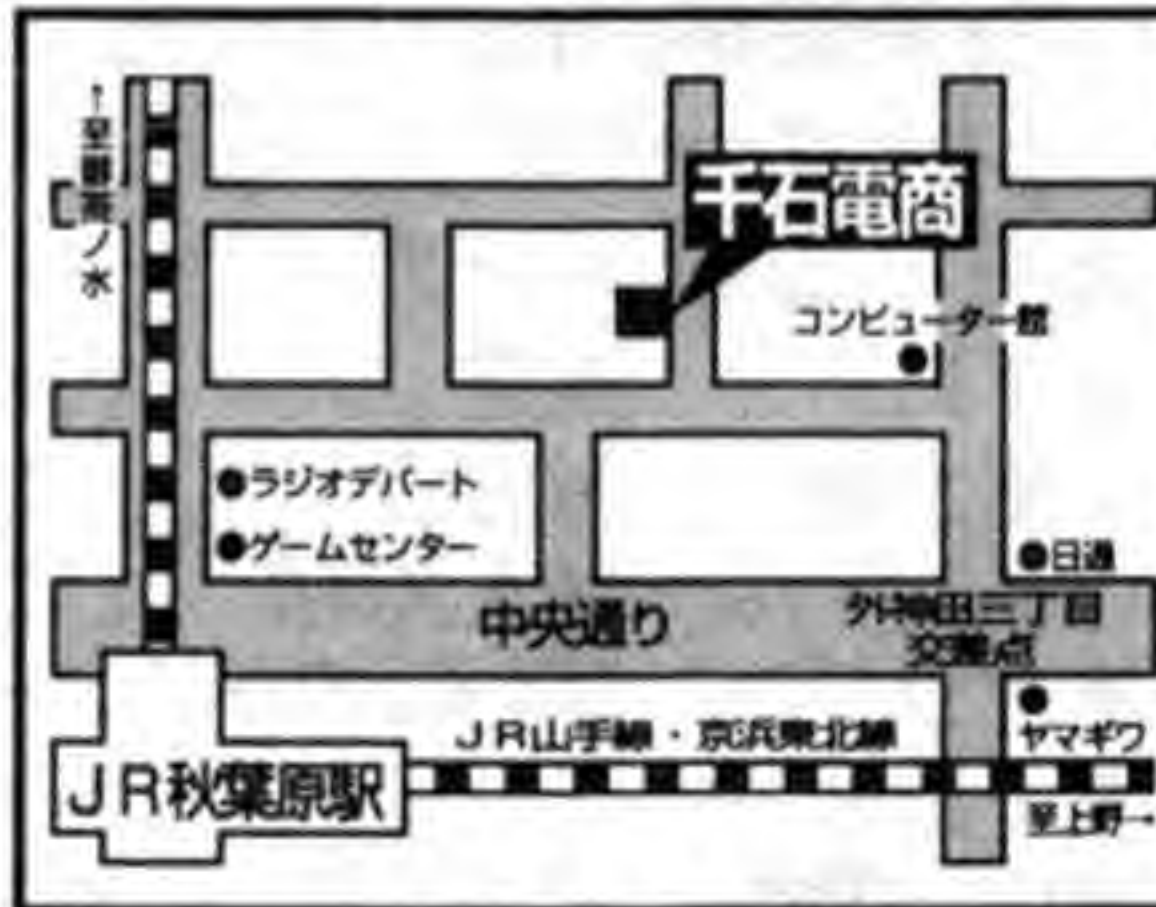 ↑至御茶ノ水
千石電商
コンピューター館
●ラジオデパート
●ゲームセンター
●日通
中央通り
外神田三丁目
交差点
JR山手線・京浜東北線
ヤマギワ
JR秋葉原駅
至上野→